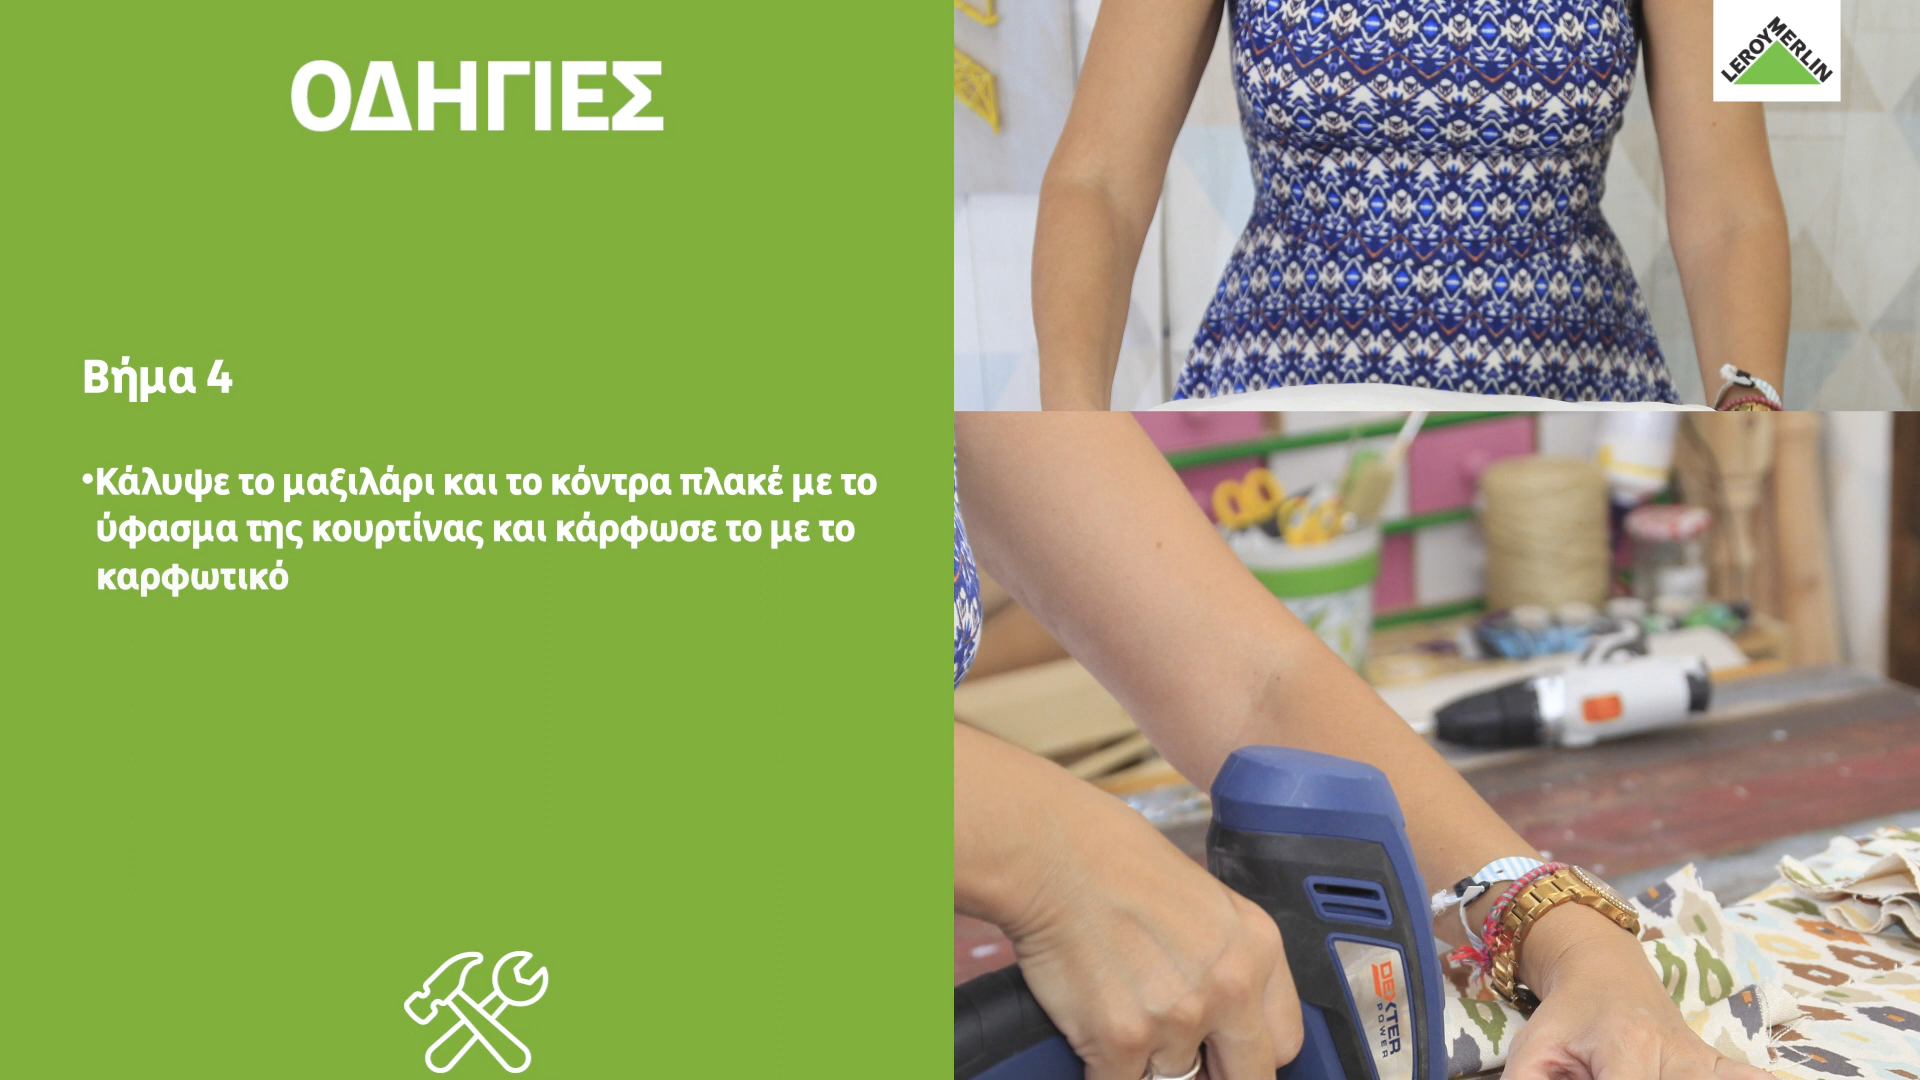 ΟΔΗΓΙΕΣ
LEROY MERLIN
Βήμα 4
•Κάλυψε το μαξιλάρι και το κόντρα πλακέ με το
ύφασμα της κουρτίνας και κάρφωσε το με το
καρφωτικό
DEXTER
POWER